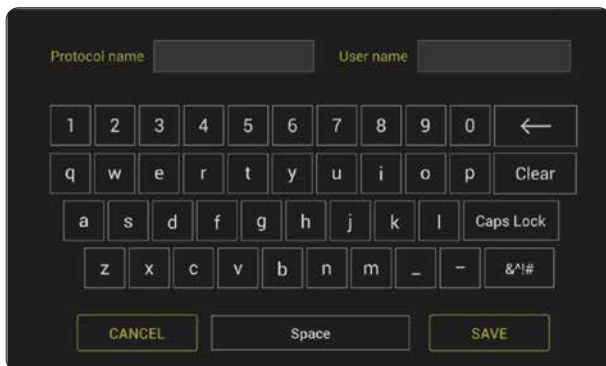 Protocol name User name
1 2 3 4 5 6 7 8 9 0 ←
q w e r t y u i o p Clear
a s d f g h j k l Caps Lock
z x c v b n m _ – &^!#
CANCEL Space SAVE